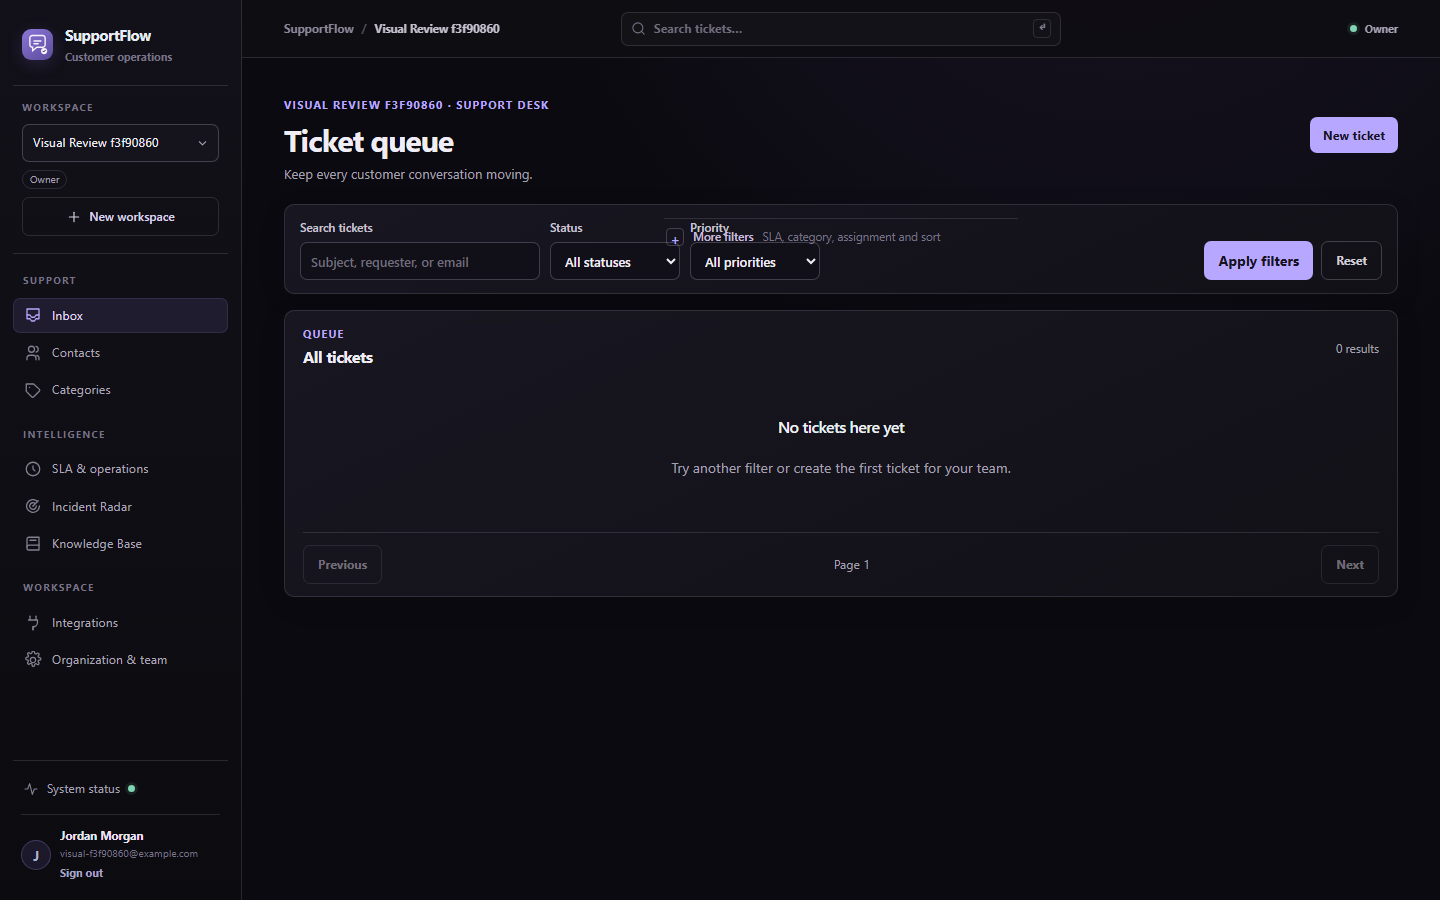 SupportFlow
Customer operations
WORKSPACE
Visual Review f3f90860
Owner
+ New workspace
SUPPORT
Inbox
Contacts
Categories
INTELLIGENCE
SLA & operations
Incident Radar
Knowledge Base
WORKSPACE
Integrations
Organization & team
System status
J
Jordan Morgan
visual-f3f90860@example.com
Sign out
SupportFlow / Visual Review f3f90860
Search tickets...
Owner
VISUAL REVIEW F3F90860 · SUPPORT DESK
Ticket queue
Keep every customer conversation moving.
New ticket
Search tickets
Status
Priority
+ More filters SLA, category, assignment and sort
Subject, requester, or email
All statuses
All priorities
Apply filters
Reset
QUEUE
All tickets
0 results
No tickets here yet
Try another filter or create the first ticket for your team.
Previous
Page 1
Next